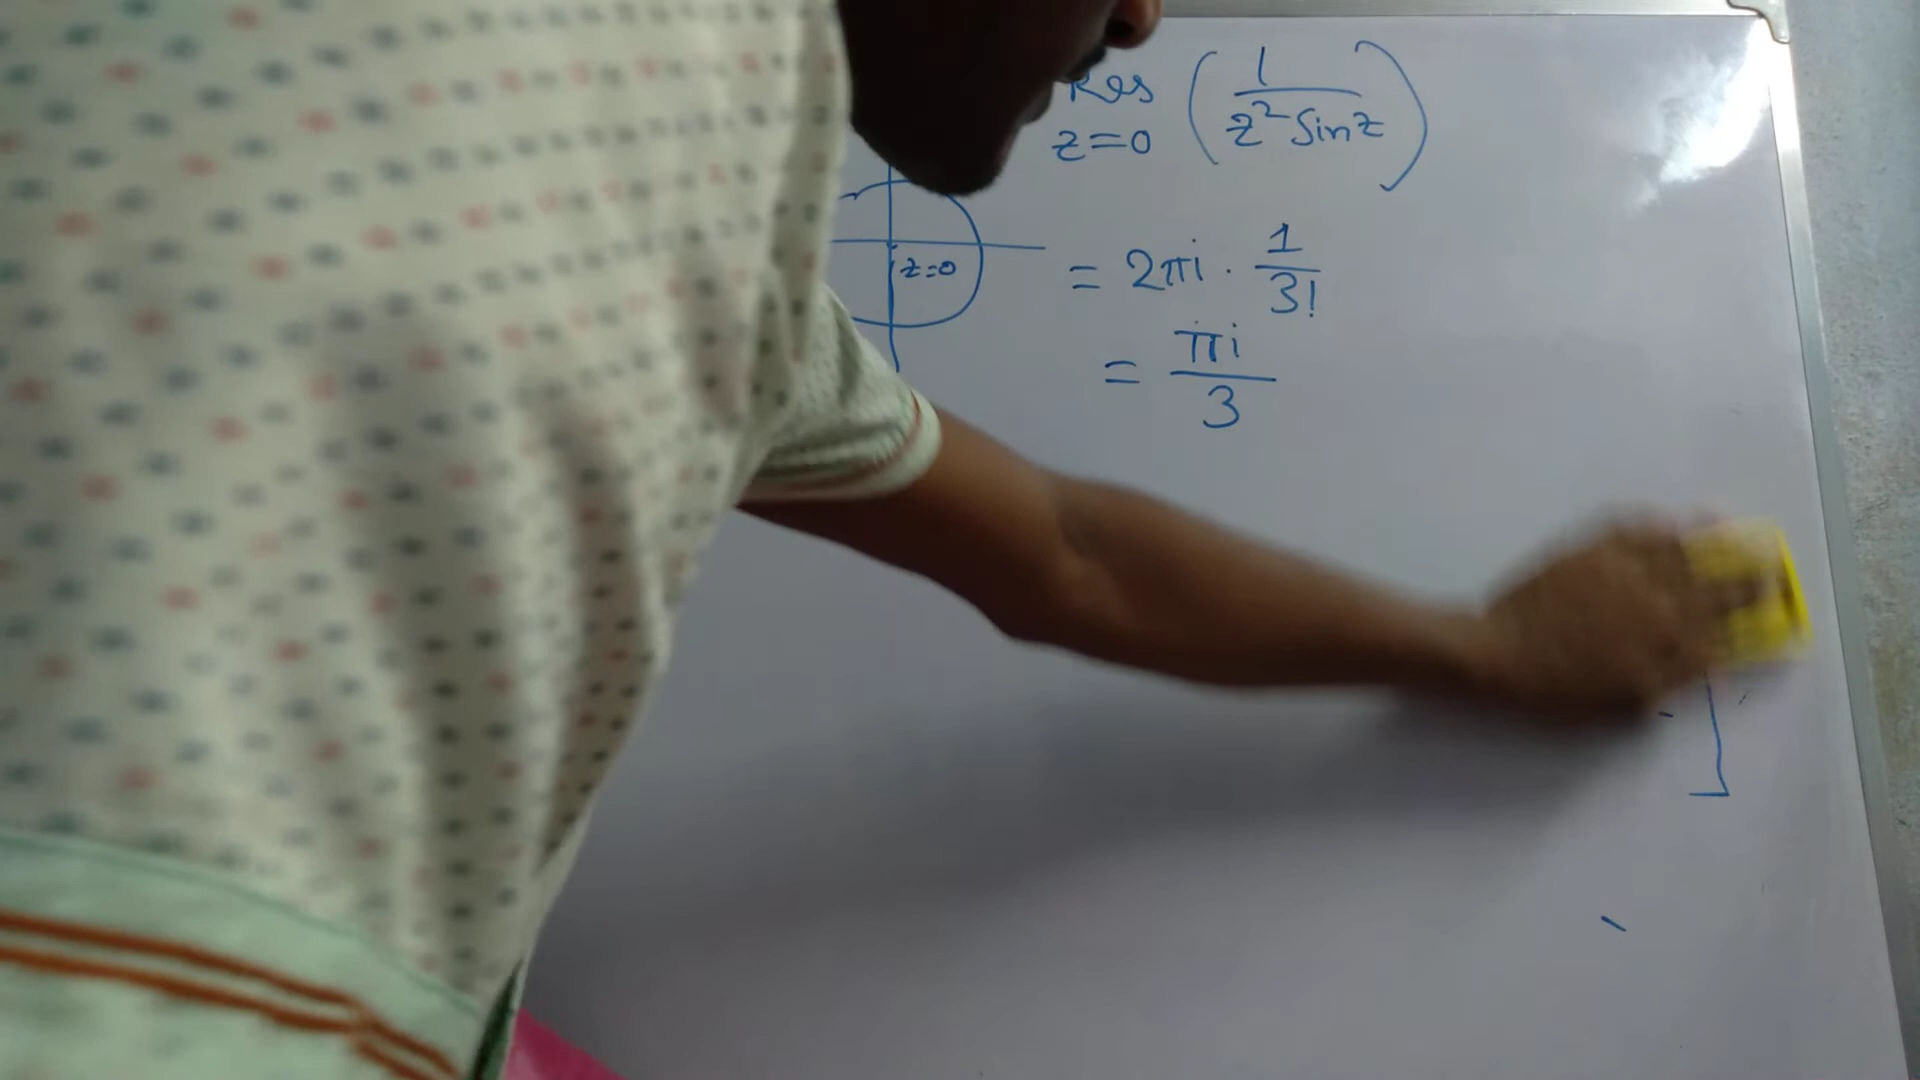 Res
z=0 (1/(z² Sin z))
z=0
= 2πi · 1/3!
= πi/3
]